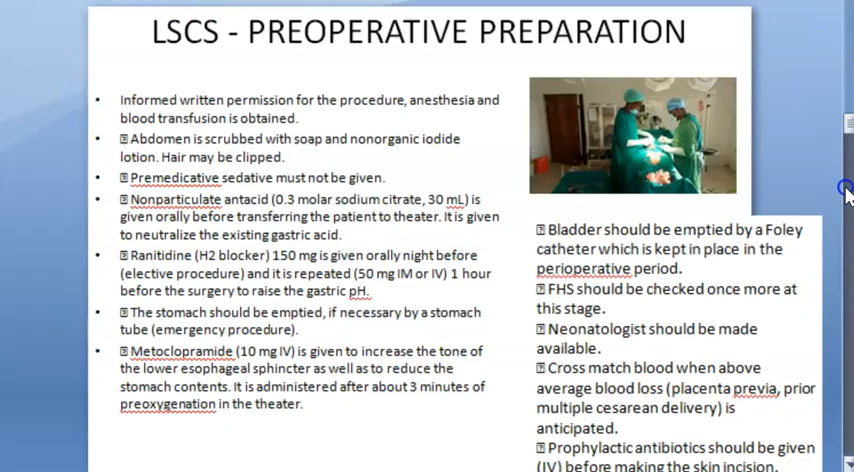 LSCS - PREOPERATIVE PREPARATION
• Informed written permission for the procedure, anesthesia and
blood transfusion is obtained.
• ⍰ Abdomen is scrubbed with soap and nonorganic iodide
lotion. Hair may be clipped.
• ⍰ Premedicative sedative must not be given.
• ⍰ Nonparticulate antacid (0.3 molar sodium citrate, 30 mL) is
given orally before transferring the patient to theater. It is given
to neutralize the existing gastric acid.
• ⍰ Ranitidine (H2 blocker) 150 mg is given orally night before
(elective procedure) and it is repeated (50 mg IM or IV) 1 hour
before the surgery to raise the gastric pH.
• ⍰ The stomach should be emptied, if necessary by a stomach
tube (emergency procedure).
• ⍰ Metoclopramide (10 mg IV) is given to increase the tone of
the lower esophageal sphincter as well as to reduce the
stomach contents. It is administered after about 3 minutes of
preoxygenation in the theater.
⍰ Bladder should be emptied by a Foley
catheter which is kept in place in the
perioperative period.
⍰ FHS should be checked once more at
this stage.
⍰ Neonatologist should be made
available.
⍰ Cross match blood when above
average blood loss (placenta previa, prior
multiple cesarean delivery) is
anticipated.
⍰ Prophylactic antibiotics should be given
(IV) before making the skin incision.